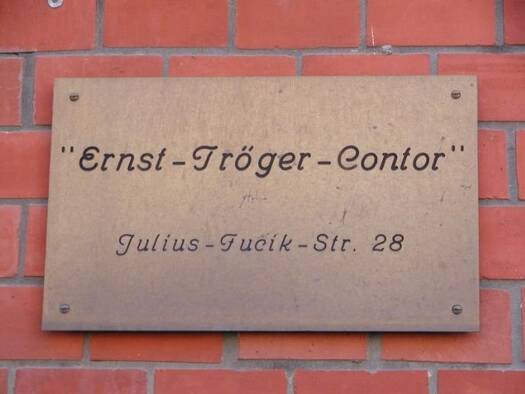 "Ernst-Tröger-Contor"
Julius-Fučík-Str. 28